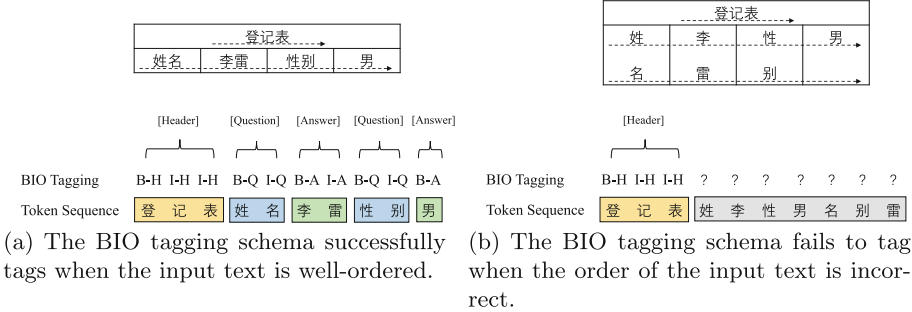 登记表
姓名 李雷 性别 男
[Header] [Question] [Answer] [Question] [Answer]
BIO Tagging B-H I-H I-H B-Q I-Q B-A I-A B-Q I-Q B-A
Token Sequence 登 记 表 姓 名 李 雷 性 别 男
(a) The BIO tagging schema successfully
tags when the input text is well-ordered.
登记表
姓 李 性 男
名 雷 别
[Header]
BIO Tagging B-H I-H I-H ? ? ? ? ? ? ?
Token Sequence 登 记 表 姓 李 性 男 名 别 雷
(b) The BIO tagging schema fails to tag
when the order of the input text is incor-
rect.